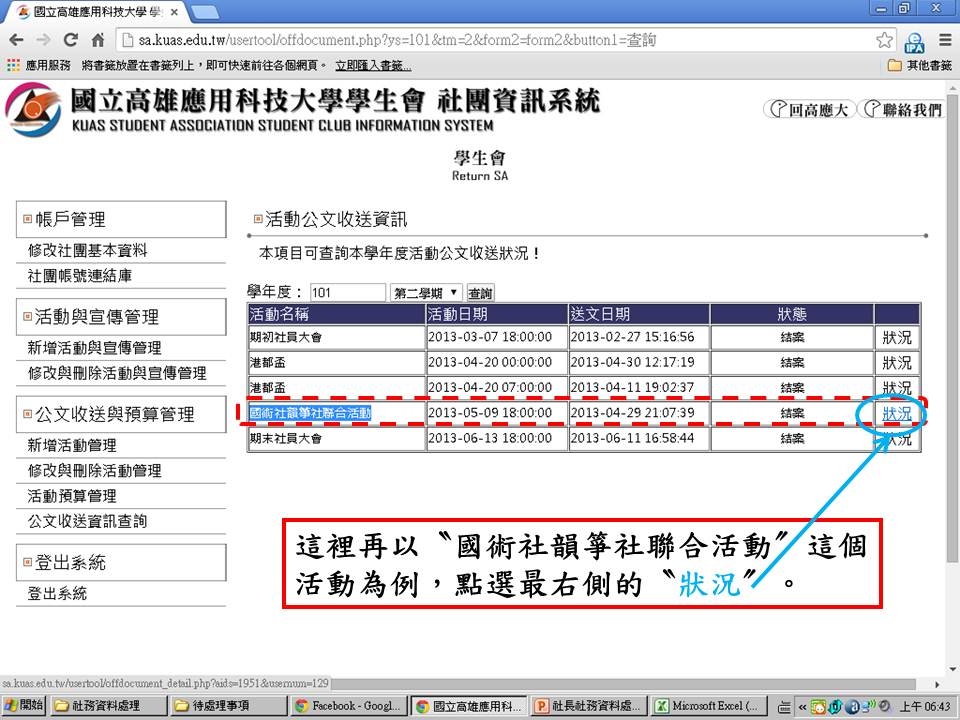 國立高雄應用科技大學 學
sa.kuas.edu.tw/usertool/offdocument.php?ys=101&tm=2&form2=form2&button1=查詢
應用服務 將書籤放置在書籤列上，即可快速前往各個網頁。 立即匯入書籤... 其他書籤
國立高雄應用科技大學學生會 社團資訊系統
KUAS STUDENT ASSOCIATION STUDENT CLUB INFORMATION SYSTEM
回高應大 聯絡我們
學生會
Return SA
帳戶管理
修改社團基本資料
社團帳號連結庫
活動與宣傳管理
新增活動與宣傳管理
修改與刪除活動與宣傳管理
公文收送與預算管理
新增活動管理
修改與刪除活動管理
活動預算管理
公文收送資訊查詢
登出系統
登出系統
活動公文收送資訊
本項目可查詢本學年度活動公文收送狀況！
學年度： 101 第二學期 查詢
活動名稱 活動日期 送文日期 狀態
期初社員大會 2013-03-07 18:00:00 2013-02-27 15:16:56 結案 狀況
港都盃 2013-04-20 00:00:00 2013-04-30 12:17:19 結案 狀況
港都盃 2013-04-20 07:00:00 2013-04-11 19:02:37 結案 狀況
國術社韻箏社聯合活動 2013-05-09 18:00:00 2013-04-29 21:07:39 結案 狀況
期末社員大會 2013-06-13 18:00:00 2013-06-11 16:58:44 結案 狀況
這裡再以〝國術社韻箏社聯合活動〞這個
活動為例，點選最右側的〝狀況〞。
sa.kuas.edu.tw/usertool/offdocument_detail.php?aids=1951&usernum=129
開始 社務資料處理 待處理事項 Facebook - Googl... 國立高雄應用科... 社長社務資料處... Microsoft Excel (... 上午 06:43